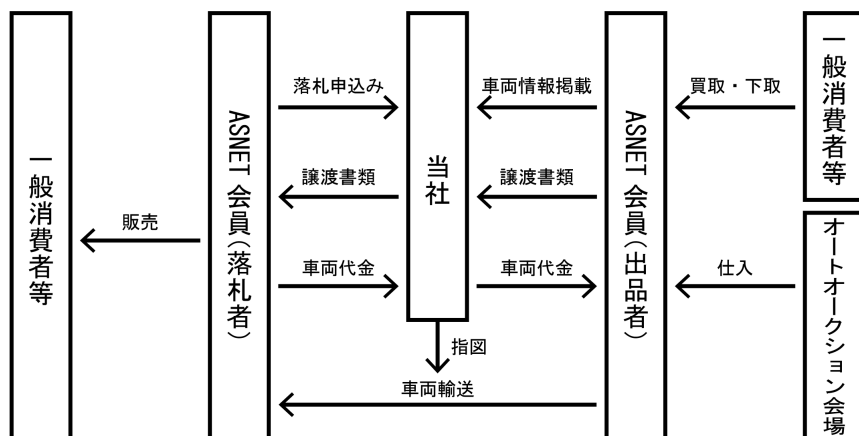 一般消費者等
販売
ASNET 会員(落札者)
落札申込み
譲渡書類
車両代金
当社
指図
車両輸送
車両情報掲載
譲渡書類
車両代金
ASNET 会員(出品者)
買取・下取
仕入
一般消費者等
オートオークション会場